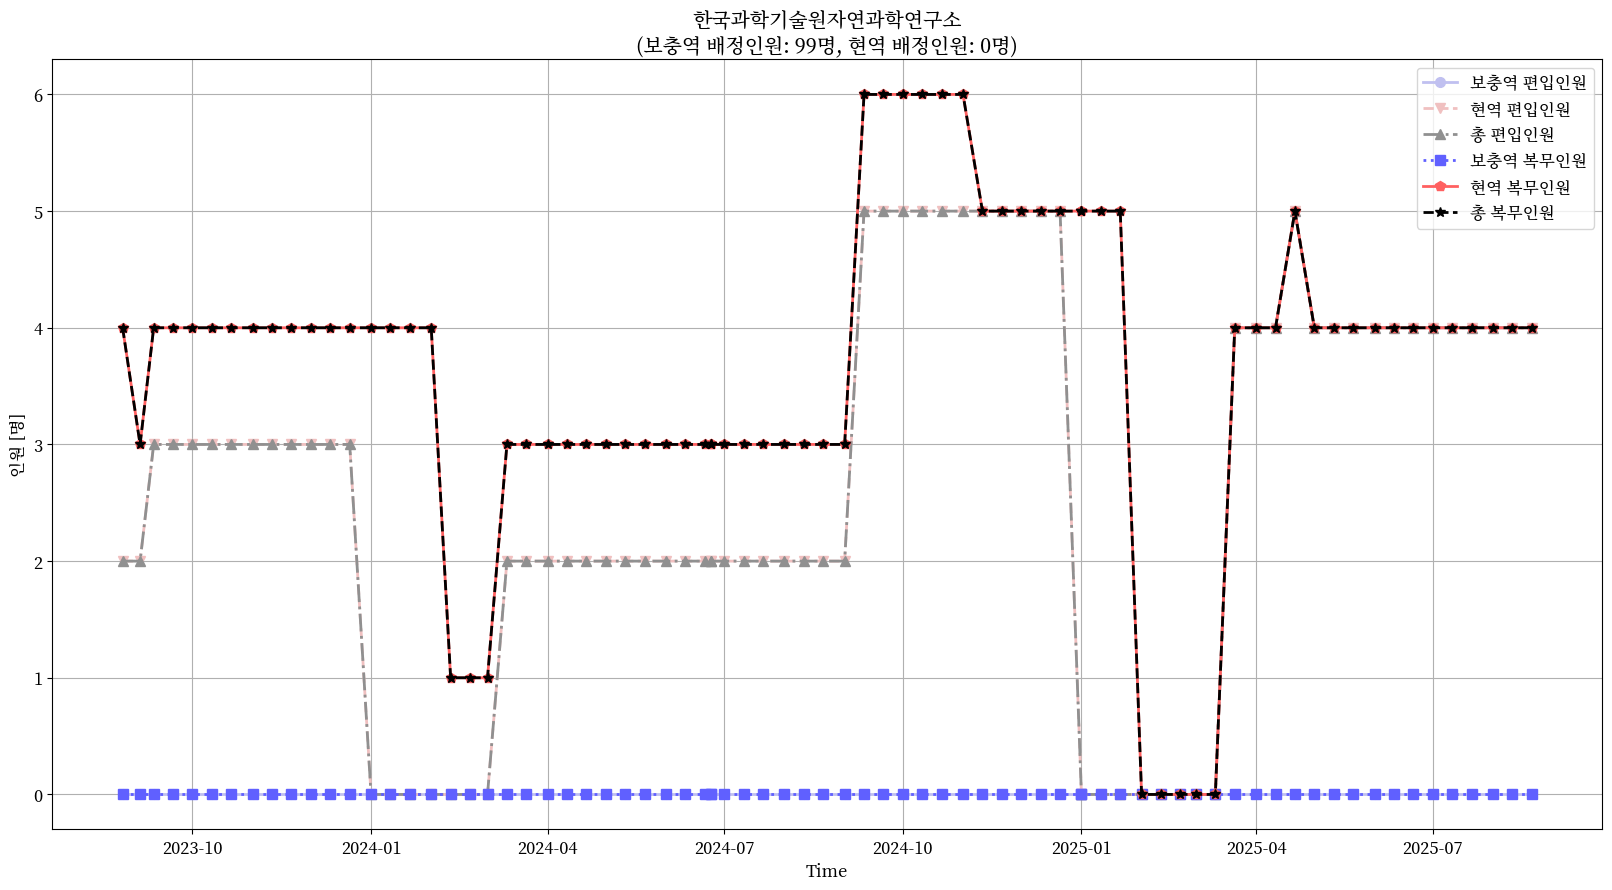 한국과학기술원자연과학연구소
(보충역 배정인원: 99명, 현역 배정인원: 0명)
보충역 편입인원
현역 편입인원
총 편입인원
보충역 복무인원
현역 복무인원
총 복무인원
인원 [명]
6
5
4
3
2
1
0
2023-10 2024-01 2024-04 2024-07 2024-10 2025-01 2025-04 2025-07
Time